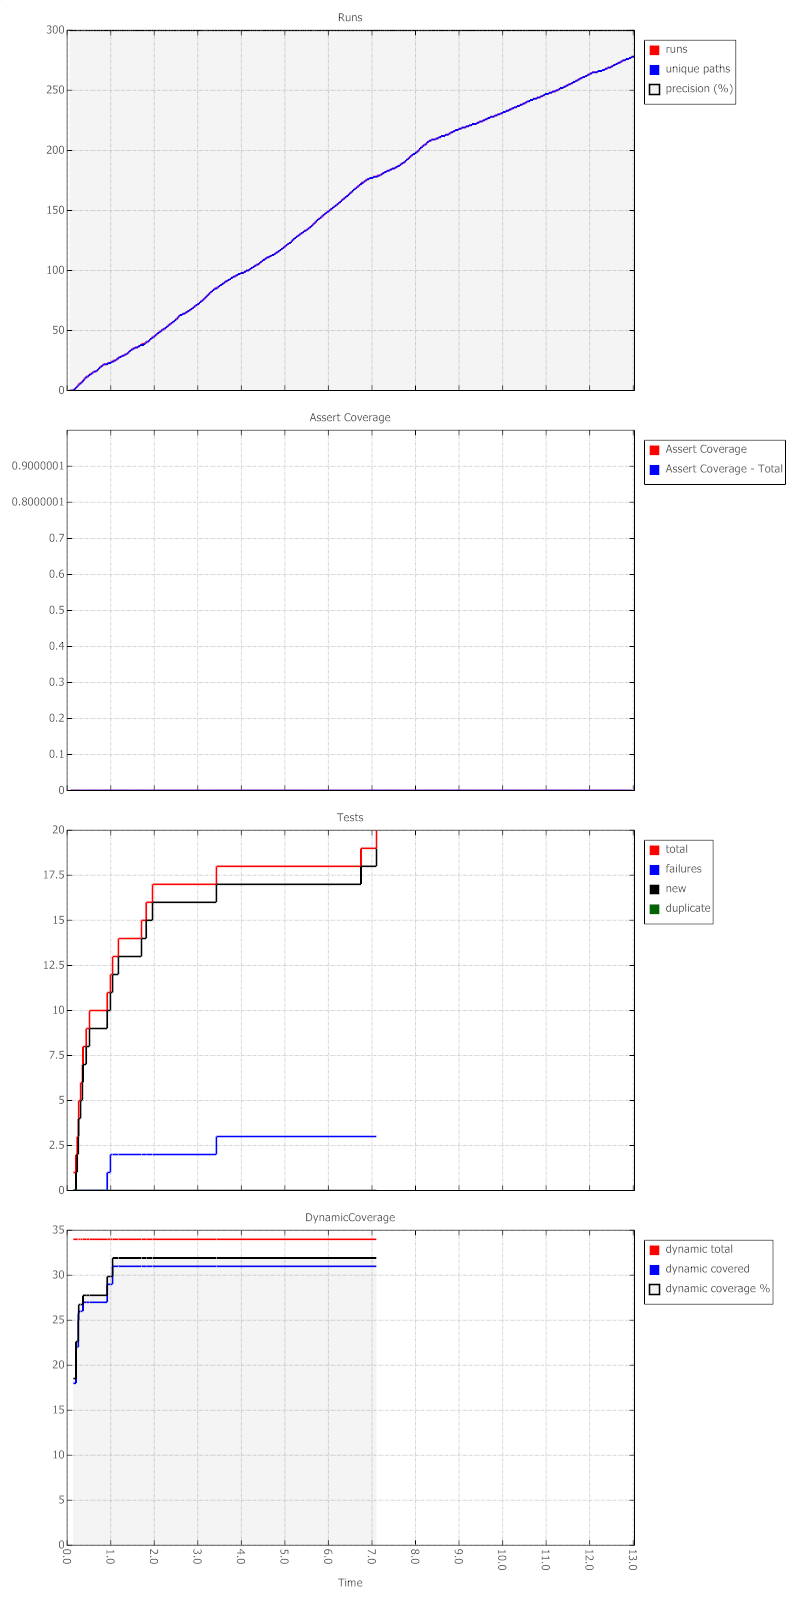 Runs
300
250
200
150
100
50
0
runs
unique paths
precision (%)
Assert Coverage
0.9000001
0.8000001
0.7
0.6
0.5
0.4
0.3
0.2
0.1
0
Assert Coverage
Assert Coverage - Total
Tests
20
17.5
15
12.5
10
7.5
5
2.5
0
total
failures
new
duplicate
DynamicCoverage
35
30
25
20
15
10
5
0
dynamic total
dynamic covered
dynamic coverage %
0.0 1.0 2.0 3.0 4.0 5.0 6.0 7.0 8.0 9.0 10.0 11.0 12.0 13.0
Time